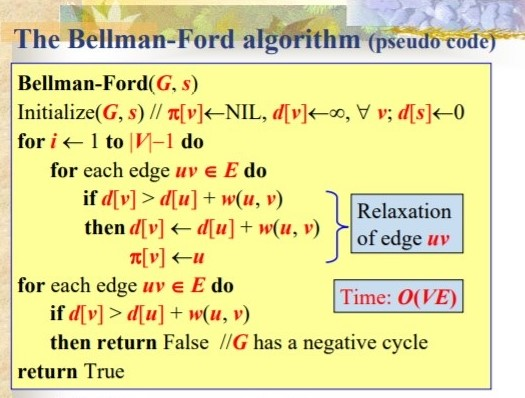 The Bellman-Ford algorithm (pseudo code)
Bellman-Ford(G, s)
Initialize(G, s) // π[v]←NIL, d[v]←∞, ∀ v; d[s]←0
for i ← 1 to |V|–1 do
for each edge uv ∈ E do
if d[v] > d[u] + w(u, v)
then d[v] ← d[u] + w(u, v)
π[v] ←u
Relaxation
of edge uv
for each edge uv ∈ E do
if d[v] > d[u] + w(u, v)
then return False //G has a negative cycle
return True
Time: O(VE)